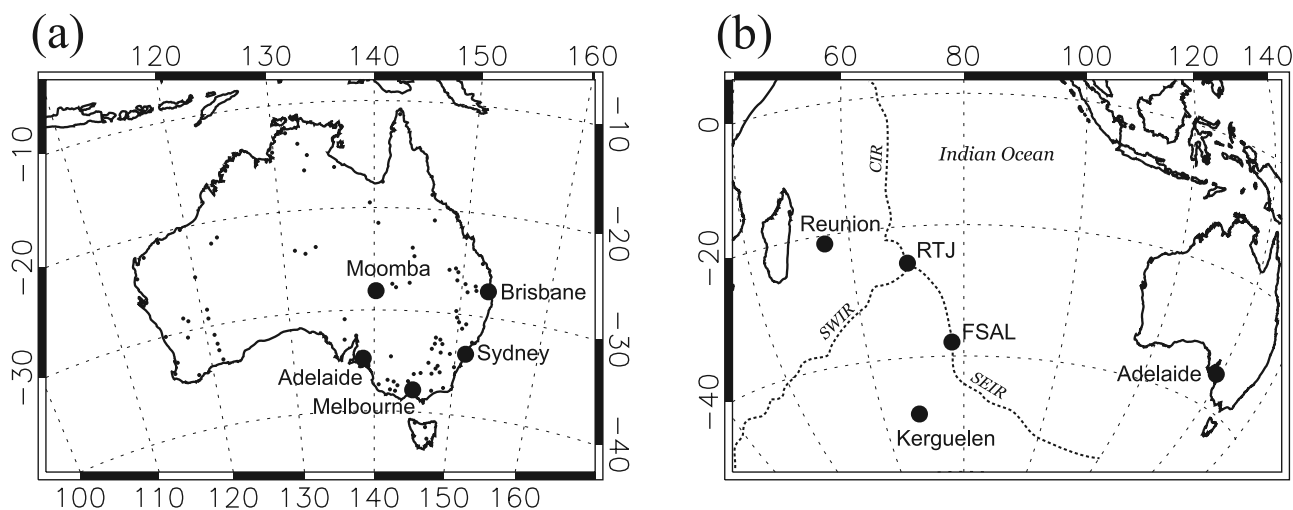 (a)
120 130 140 150 160
−10 −10
−20 −20
−30 −30
−40
Moomba
Brisbane
Sydney
Adelaide
Melbourne
100 110 120 130 140 150 160
(b)
60 80 100 120 140
0
−20
−40
CIR
Indian Ocean
Reunion
RTJ
SWIR
FSAL
SEIR
Adelaide
Kerguelen